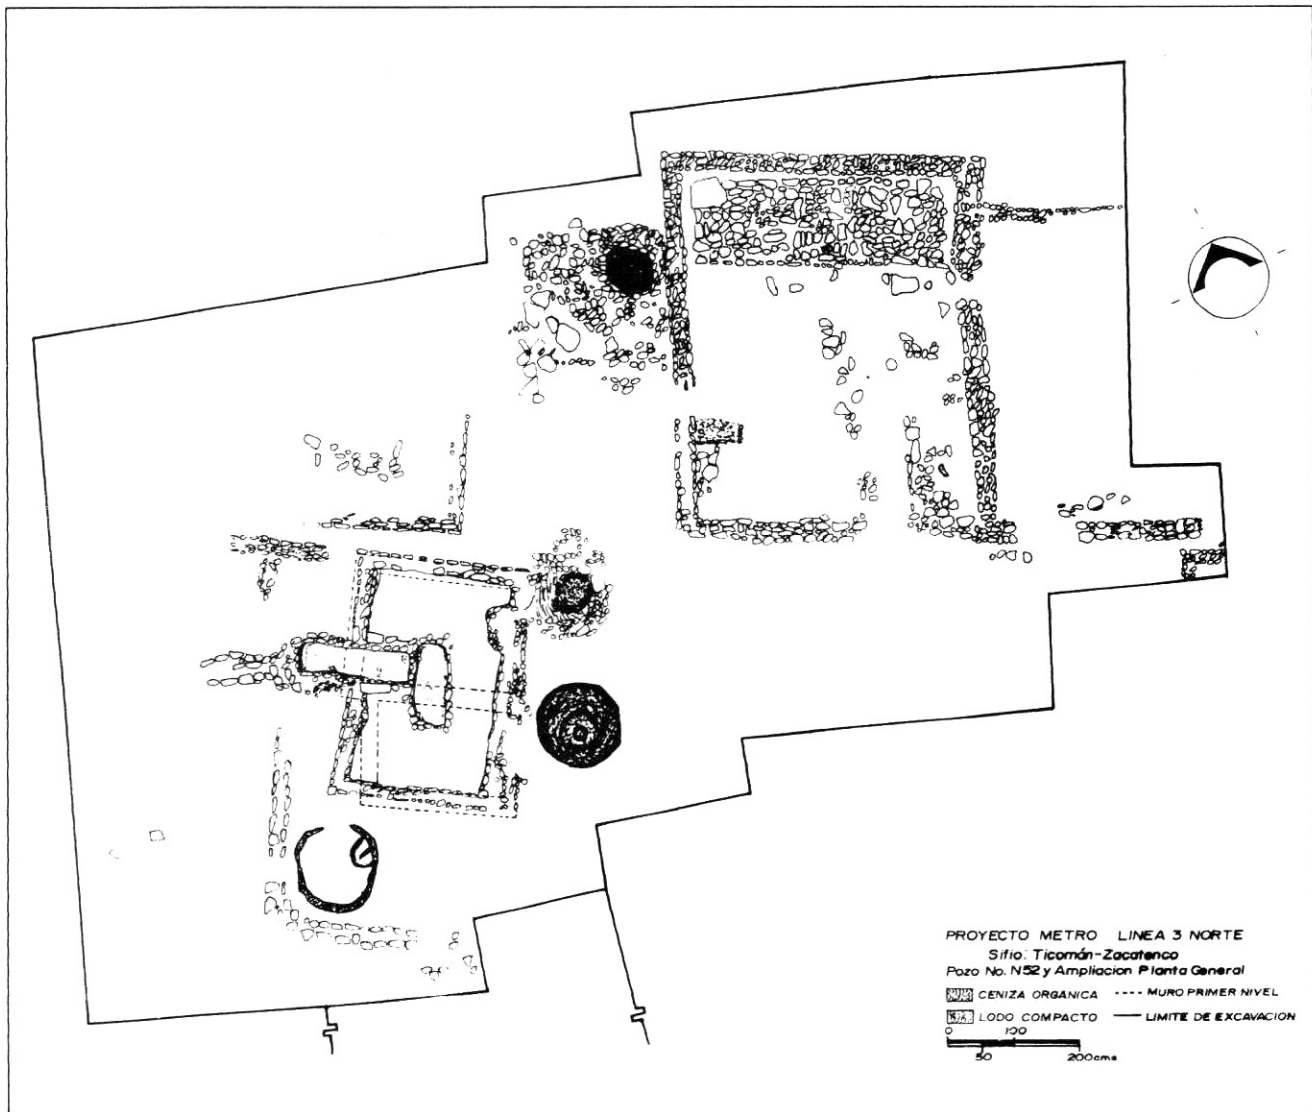 PROYECTO METRO LINEA 3 NORTE
Sitio: Ticomán-Zacatenco
Pozo No. N52 y Ampliacion Planta General
CENIZA ORGANICA ---- MURO PRIMER NIVEL
LODO COMPACTO — LIMITE DE EXCAVACION
0 100
50 200cms